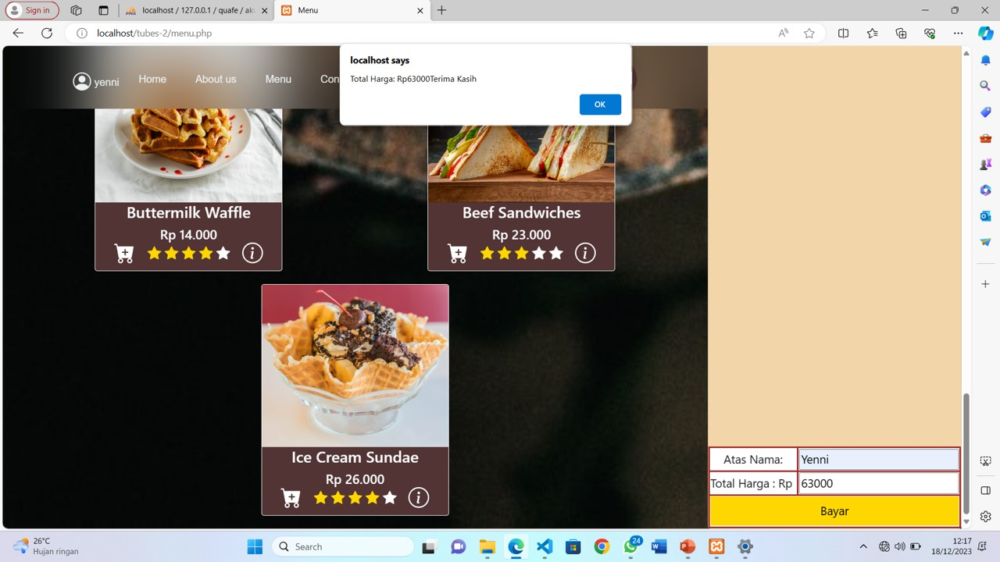 Sign in
localhost / 127.0.0.1 / quafe / ak
Menu
localhost/tubes-2/menu.php
localhost says
Total Harga: Rp63000Terima Kasih
OK
yenni
Home
About us
Menu
Con
Buttermilk Waffle
Rp 14.000
Beef Sandwiches
Rp 23.000
Ice Cream Sundae
Rp 26.000
Atas Nama:
Yenni
Total Harga : Rp
63000
Bayar
26°C
Hujan ringan
Search
24
12:17
18/12/2023